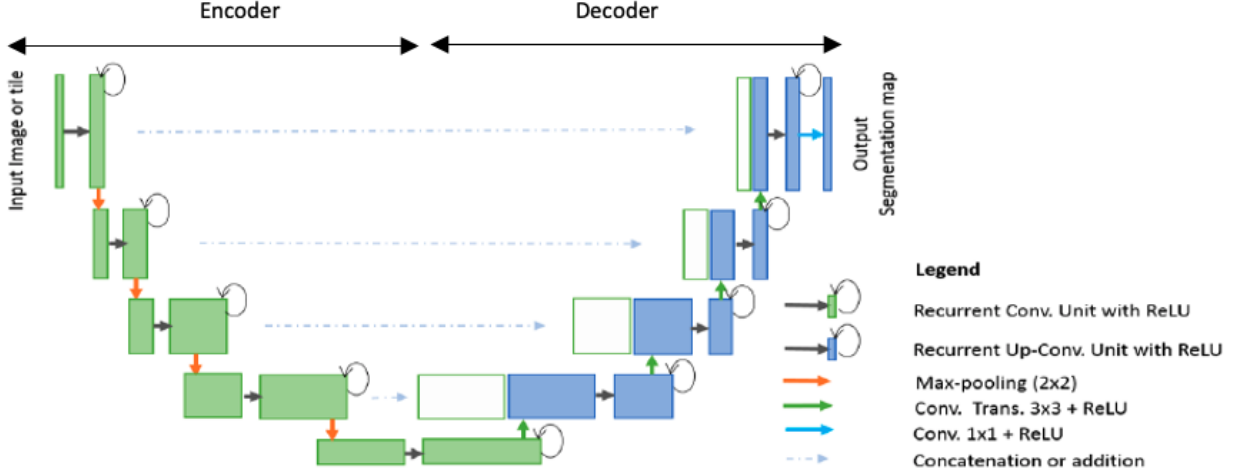 Encoder
Decoder
Input Image or tile
Output
Segmentation map
Legend
Recurrent Conv. Unit with ReLU
Recurrent Up-Conv. Unit with ReLU
Max-pooling (2x2)
Conv. Trans. 3x3 + ReLU
Conv. 1x1 + ReLU
Concatenation or addition